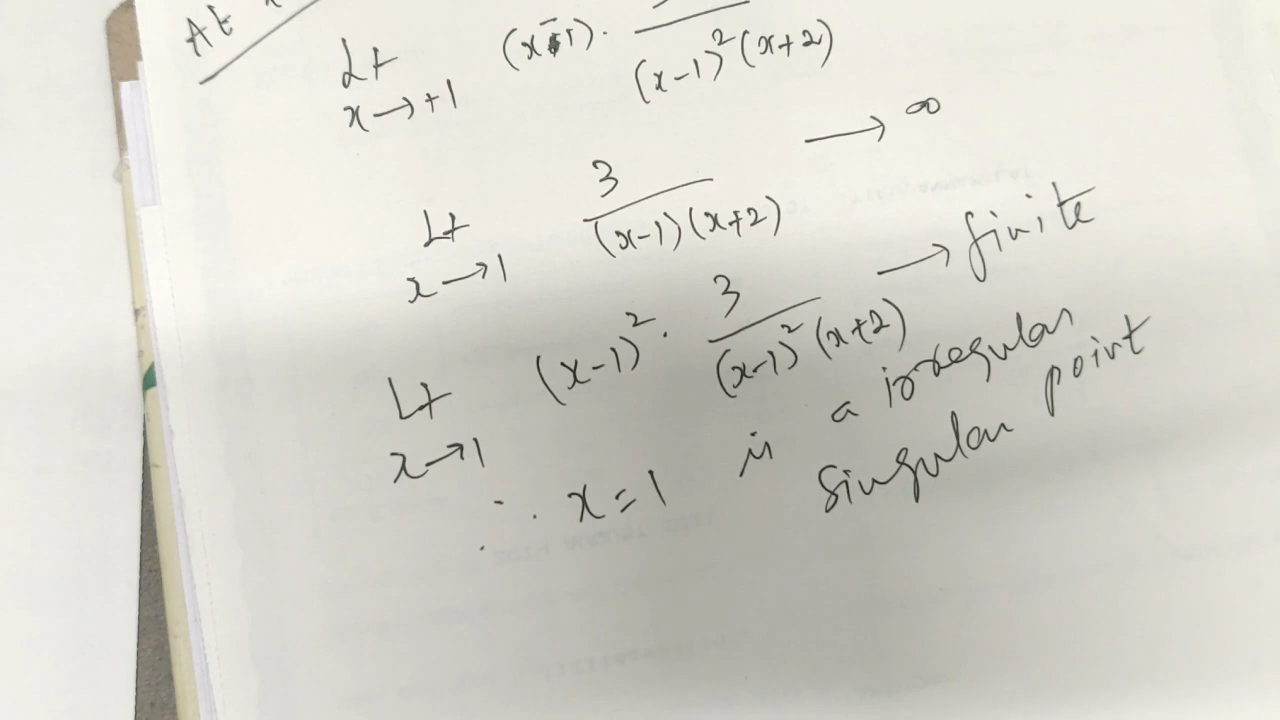 At
Lt (x-1). / (x-1)²(x+2)
x→+1
Lt 3 / (x-1)(x+2) → ∞
x→1
Lt (x-1)². 3 / (x-1)²(x+2) → finite
x→1
∴ x=1 is a irregular
singular point